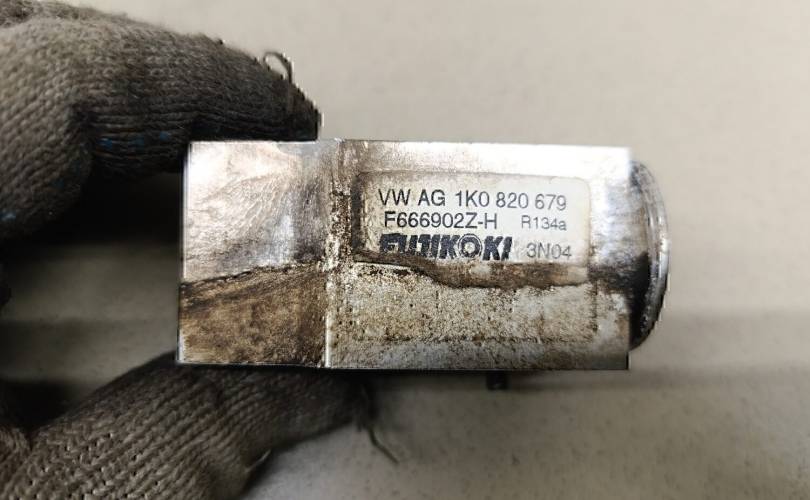 VW AG 1K0 820 679
F666902Z-H R134a
FUJIKOKI 3N04